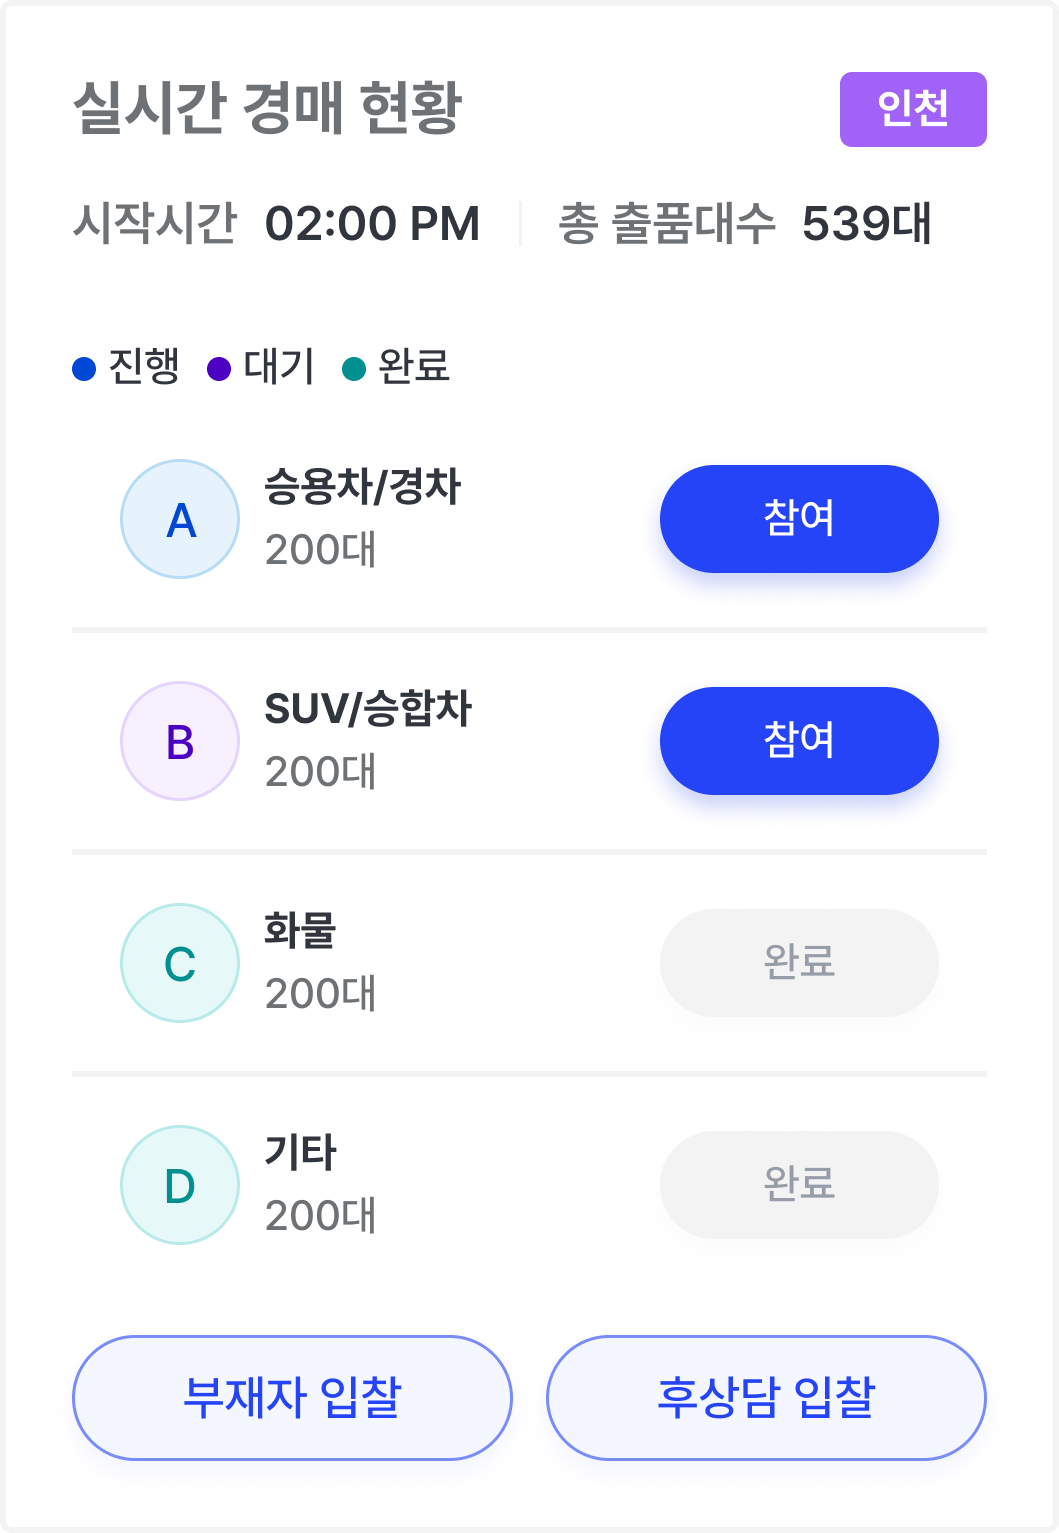 실시간 경매 현황
인천
시작시간 02:00 PM 총 출품대수 539대
진행 대기 완료
A
승용차/경차
200대
참여
B
SUV/승합차
200대
참여
C
화물
200대
완료
D
기타
200대
완료
부재자 입찰
후상담 입찰